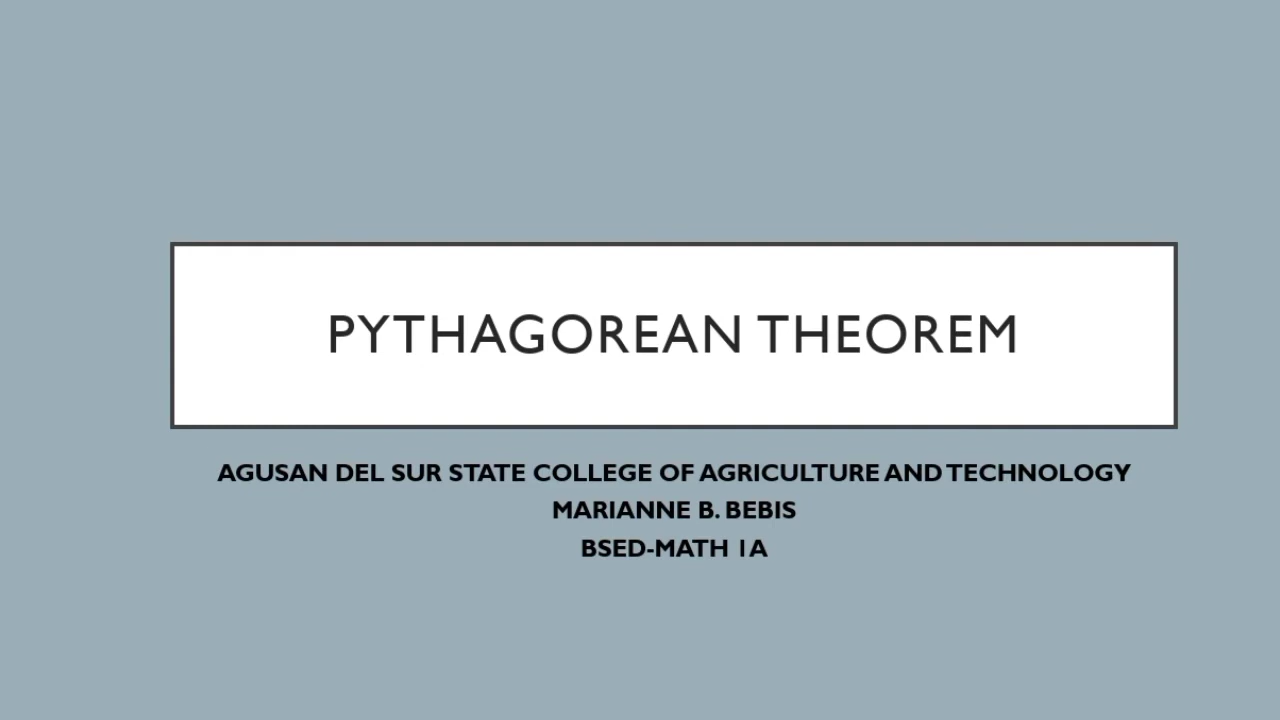 PYTHAGOREAN THEOREM
AGUSAN DEL SUR STATE COLLEGE OF AGRICULTURE AND TECHNOLOGY
MARIANNE B. BEBIS
BSED-MATH 1A